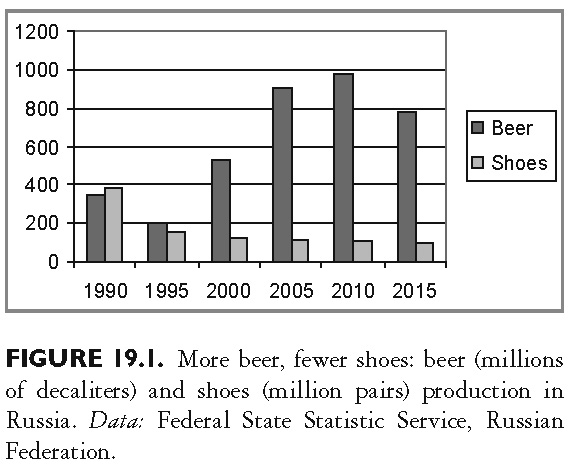 1200
1000
800
600
400
200
0
1990 1995 2000 2005 2010 2015
Beer
Shoes
FIGURE 19.1. More beer, fewer shoes: beer (millions
of decaliters) and shoes (million pairs) production in
Russia. Data: Federal State Statistic Service, Russian
Federation.